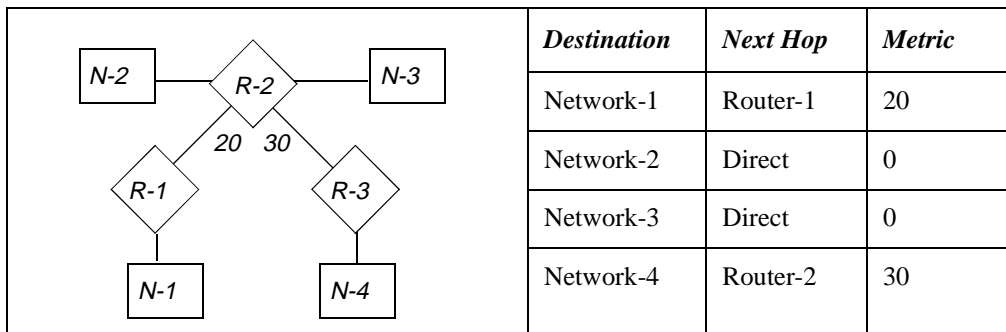 N-2
R-2
N-3
20 30
R-1
R-3
N-1
N-4
Destination Next Hop Metric
Network-1 Router-1 20
Network-2 Direct 0
Network-3 Direct 0
Network-4 Router-2 30